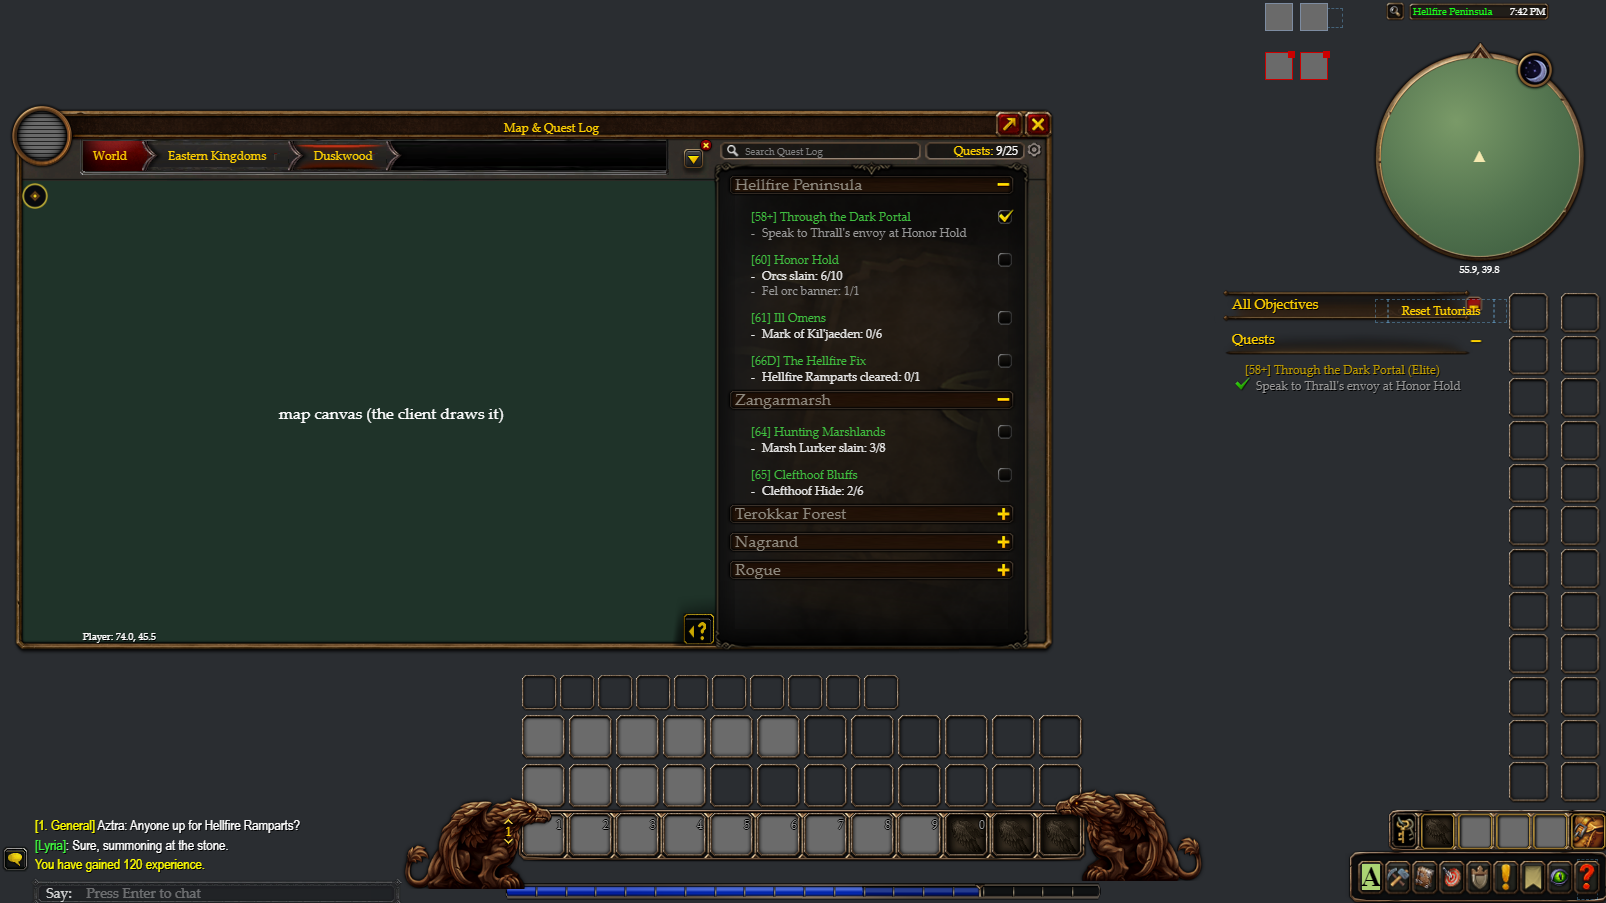 Hellfire Peninsula 7:42 PM
Map & Quest Log
World
Eastern Kingdoms
Duskwood
Search Quest Log
Quests: 9/25
Hellfire Peninsula
[58+] Through the Dark Portal
- Speak to Thrall's envoy at Honor Hold
[60] Honor Hold
- Orcs slain: 6/10
- Fel orc banner: 1/1
[61] Ill Omens
- Mark of Kil'jaeden: 0/6
[66D] The Hellfire Fix
- Hellfire Ramparts cleared: 0/1
Zangarmarsh
[64] Hunting Marshlands
- Marsh Lurker slain: 3/8
[65] Clefthoof Bluffs
- Clefthoof Hide: 2/6
Terokkar Forest
Nagrand
Rogue
map canvas (the client draws it)
Player: 74.0, 45.5
?
55.9, 39.8
All Objectives
Reset Tutorials
Quests
[58+] Through the Dark Portal (Elite)
Speak to Thrall's envoy at Honor Hold
[1. General] Aztra: Anyone up for Hellfire Ramparts?
[Lyria]: Sure, summoning at the stone.
You have gained 120 experience.
Say: Press Enter to chat
1
1 2 3 4 5 6 7 8 9 0
A
!
?